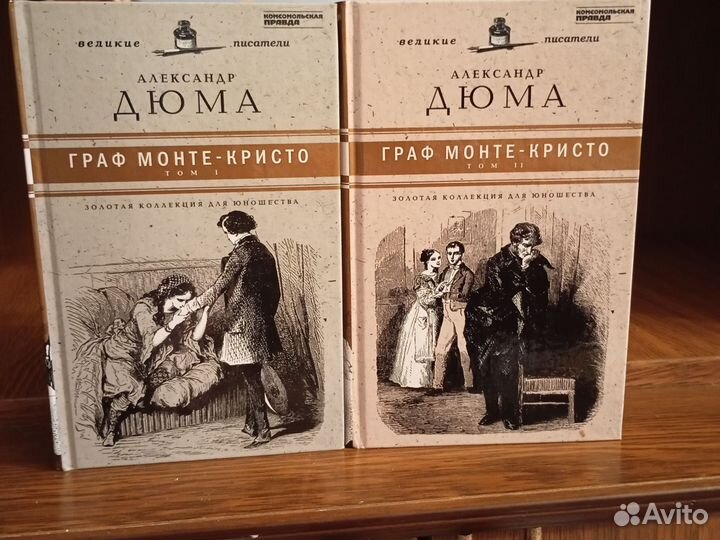 КОМСОМОЛЬСКАЯ
ПРАВДА
великие писатели
АЛЕКСАНДР
ДЮМА
ГРАФ МОНТЕ-КРИСТО
ТОМ I
ЗОЛОТАЯ КОЛЛЕКЦИЯ ДЛЯ ЮНОШЕСТВА
КОМСОМОЛЬСКАЯ
ПРАВДА
великие писатели
АЛЕКСАНДР
ДЮМА
ГРАФ МОНТЕ-КРИСТО
ТОМ II
ЗОЛОТАЯ КОЛЛЕКЦИЯ ДЛЯ ЮНОШЕСТВА
Avito